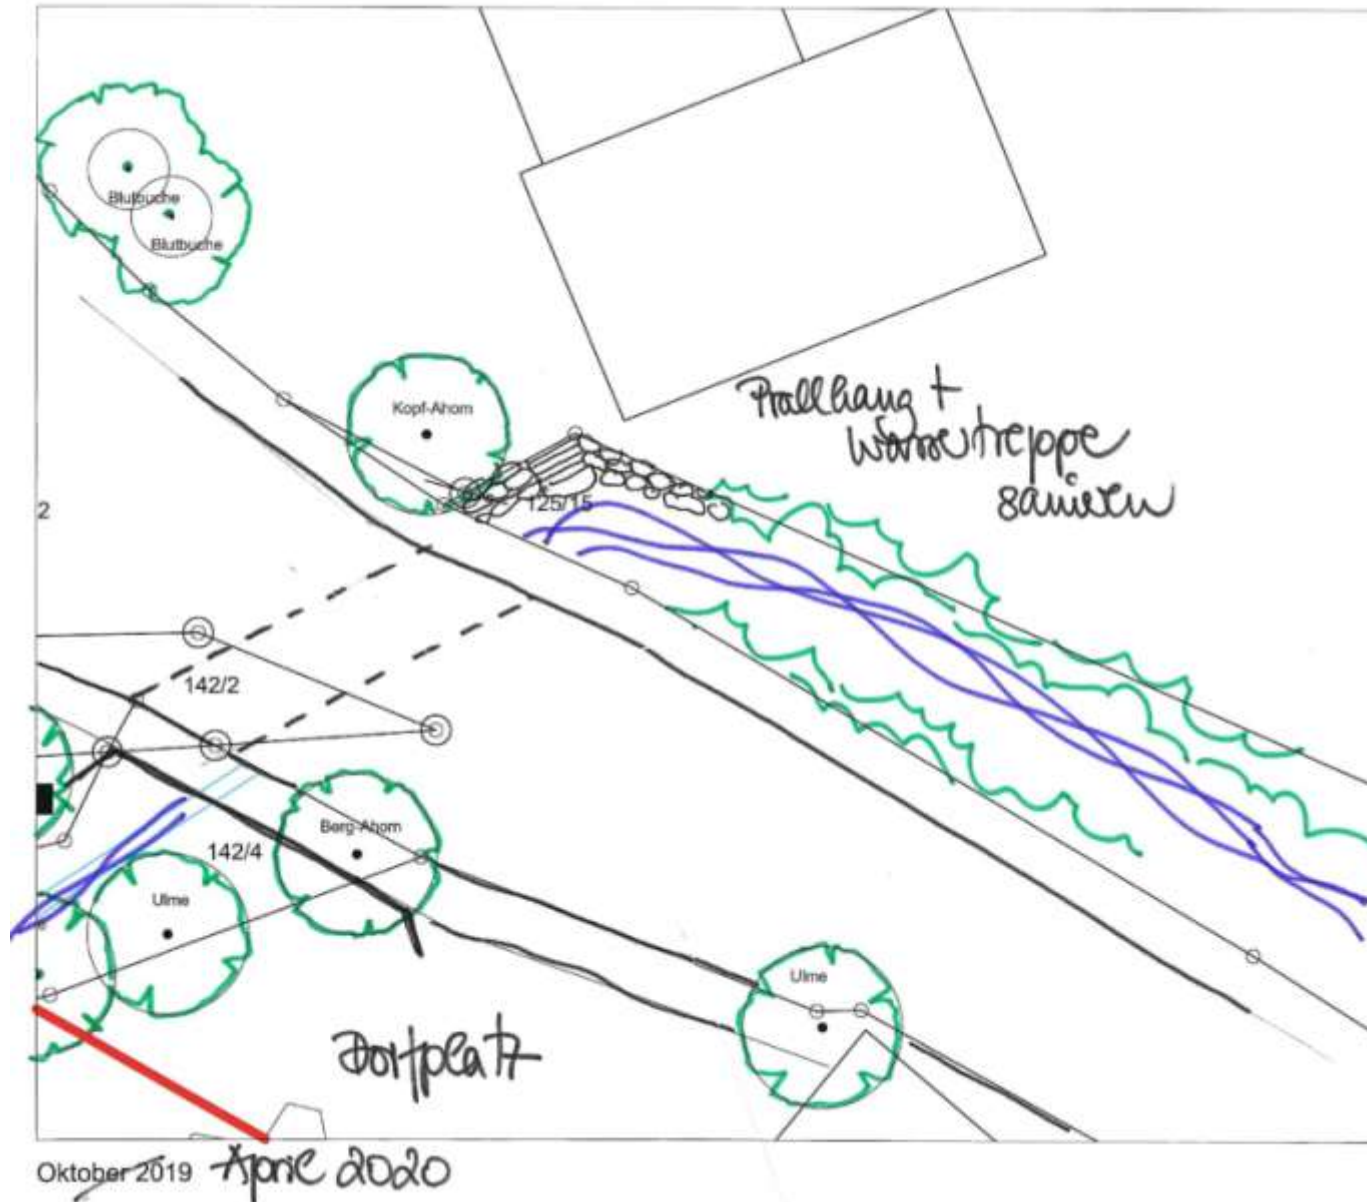 Blutbuche
Blutbuche
Kopf-Ahorn
Prallhang +
Wassertreppe
sanieren
125/15
2
142/2
Berg-Ahorn
142/4
Ulme
Ulme
Dorfplatz
Oktober 2019 April 2020